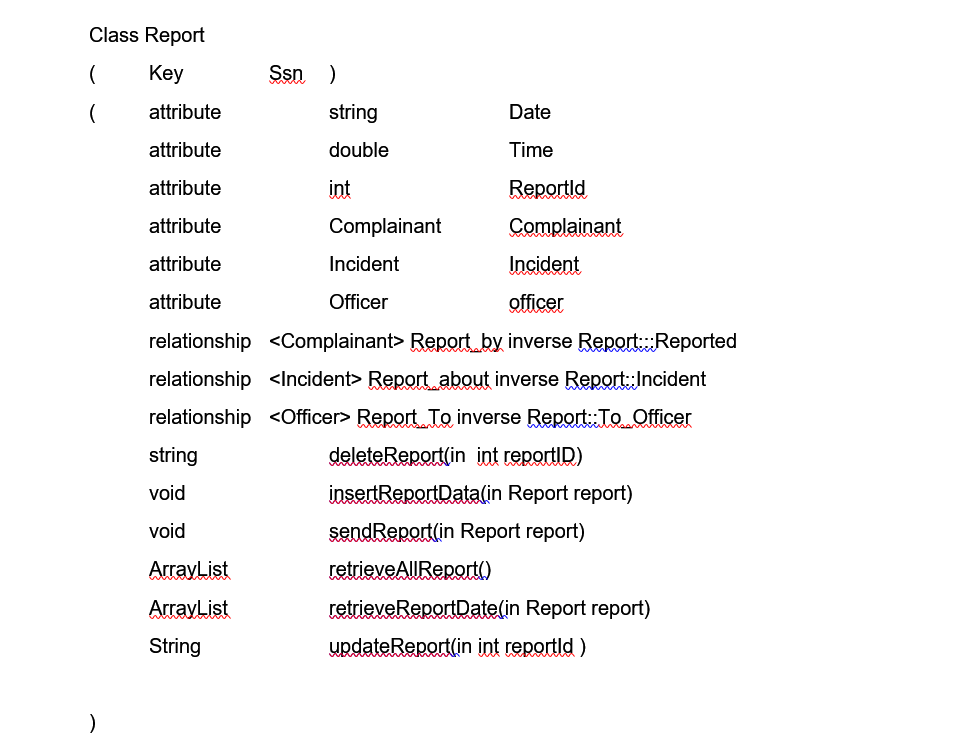 Class Report
( Key Ssn )
( attribute string Date
attribute double Time
attribute int ReportId
attribute Complainant Complainant
attribute Incident Incident
attribute Officer officer
relationship <Complainant> Report_by inverse Report:::Reported
relationship <Incident> Report_about inverse Report::Incident
relationship <Officer> Report_To inverse Report::To_Officer
string deleteReport(in int reportID)
void insertReportData(in Report report)
void sendReport(in Report report)
ArrayList retrieveAllReport()
ArrayList retrieveReportDate(in Report report)
String updateReport(in int reportId )
)